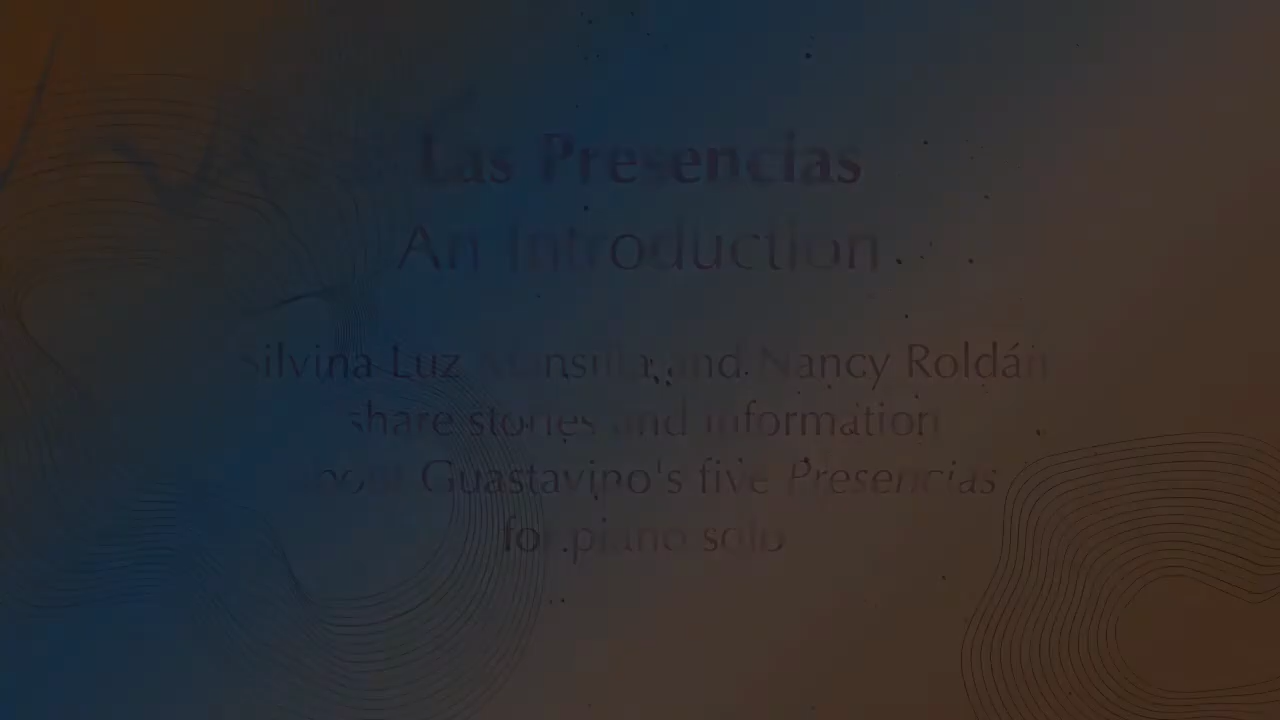 Las Presencias
An Introduction
Silvina Luz Mansilla and Nancy Roldán
share stories and information
about Guastavino's five Presencias
for piano solo